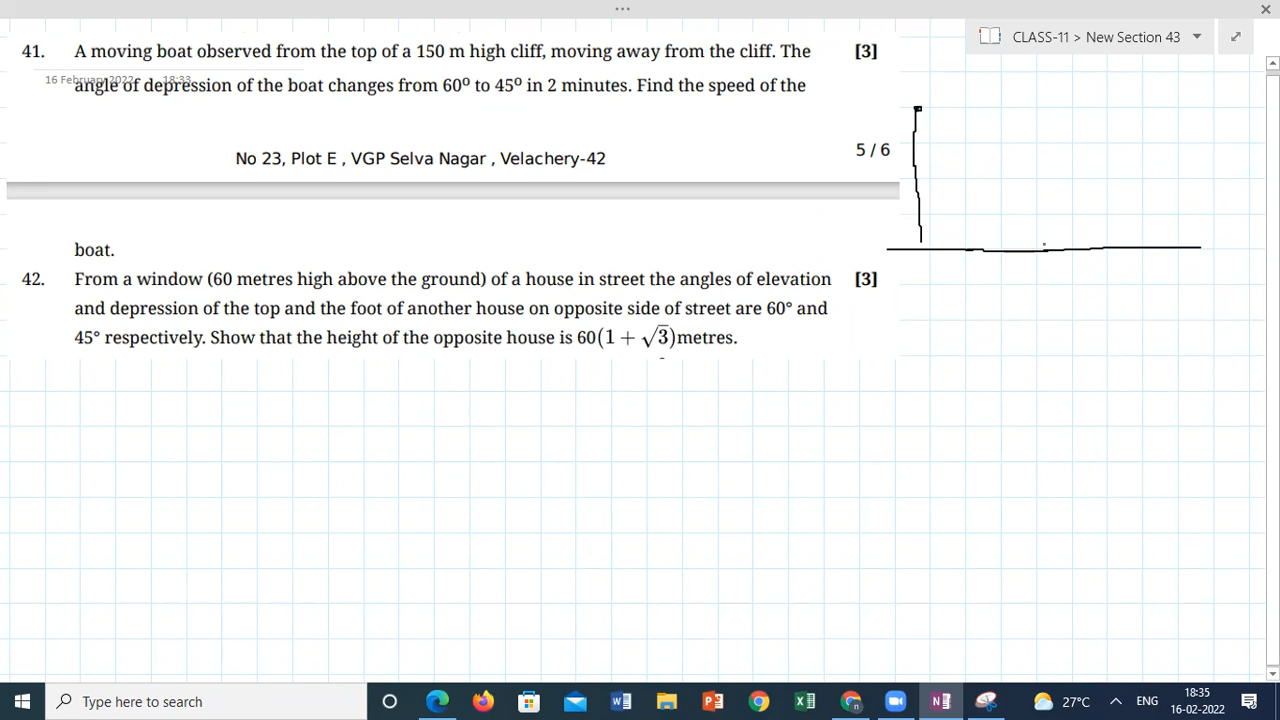 ...
CLASS-11 > New Section 43
41. A moving boat observed from the top of a 150 m high cliff, moving away from the cliff. The [3]
16 February 2022 18:33
angle of depression of the boat changes from 60° to 45° in 2 minutes. Find the speed of the
5 / 6
No 23, Plot E , VGP Selva Nagar , Velachery-42
boat.
42. From a window (60 metres high above the ground) of a house in street the angles of elevation [3]
and depression of the top and the foot of another house on opposite side of street are 60° and
45° respectively. Show that the height of the opposite house is 60(1 + √3)metres.
Type here to search
27°C
ENG
18:35
16-02-2022